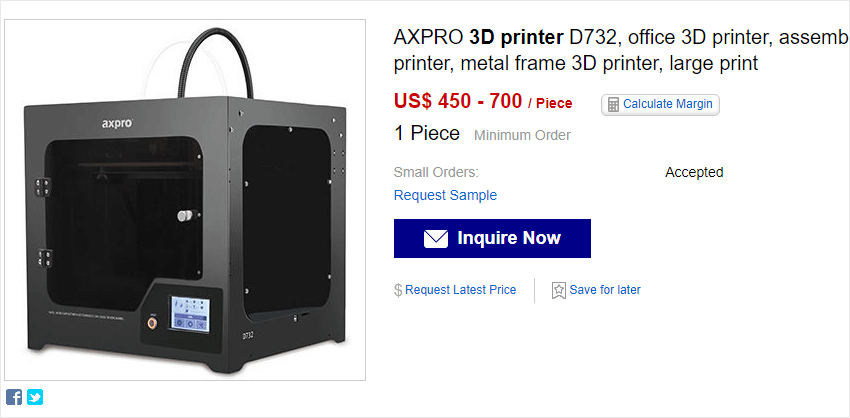 AXPRO 3D printer D732, office 3D printer, assemb
printer, metal frame 3D printer, large print
US$ 450 - 700 / Piece
Calculate Margin
1 Piece Minimum Order
Small Orders: Accepted
Request Sample
Inquire Now
$ Request Latest Price
Save for later
axpro
D732